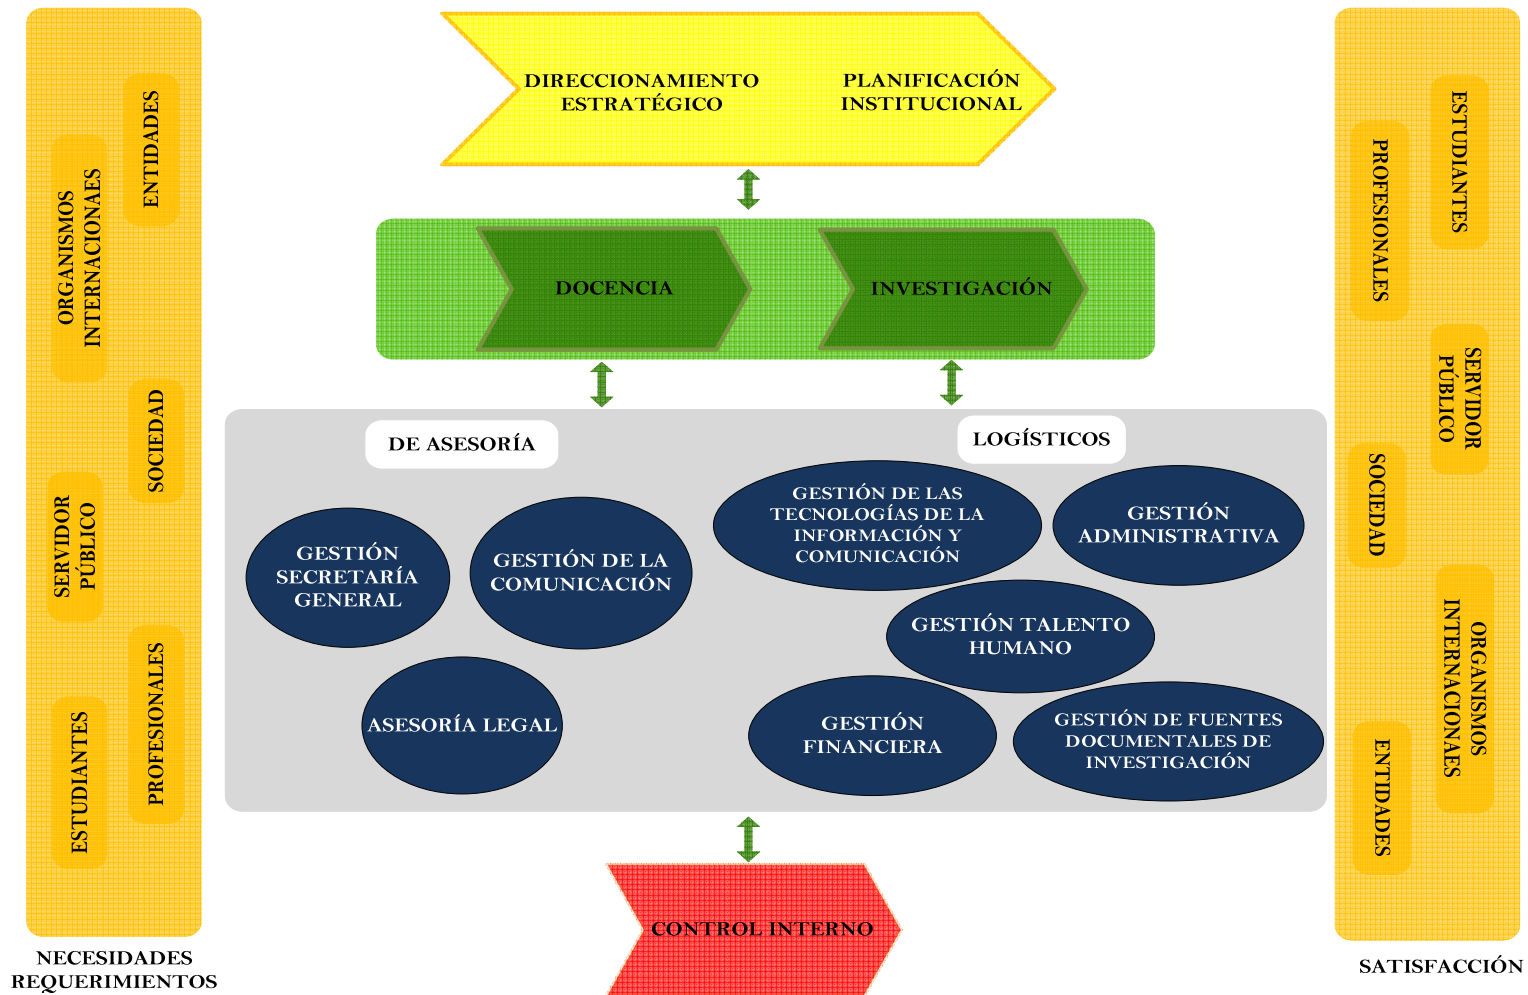 ENTIDADES
ORGANISMOS
INTERNACIONAES
SOCIEDAD
SERVIDOR
PÚBLICO
PROFESIONALES
ESTUDIANTES
NECESIDADES
REQUERIMIENTOS
DIRECCIONAMIENTO
ESTRATÉGICO
PLANIFICACIÓN
INSTITUCIONAL
DOCENCIA
INVESTIGACIÓN
DE ASESORÍA
GESTIÓN
SECRETARÍA
GENERAL
GESTIÓN DE LA
COMUNICACIÓN
ASESORÍA LEGAL
LOGÍSTICOS
GESTIÓN DE LAS
TECNOLOGÍAS DE LA
INFORMACIÓN Y
COMUNICACIÓN
GESTIÓN
ADMINISTRATIVA
GESTIÓN TALENTO
HUMANO
GESTIÓN
FINANCIERA
GESTIÓN DE FUENTES
DOCUMENTALES DE
INVESTIGACIÓN
CONTROL INTERNO
ESTUDIANTES
PROFESIONALES
SERVIDOR
PÚBLICO
SOCIEDAD
ORGANISMOS
INTERNACIONAES
ENTIDADES
SATISFACCIÓN